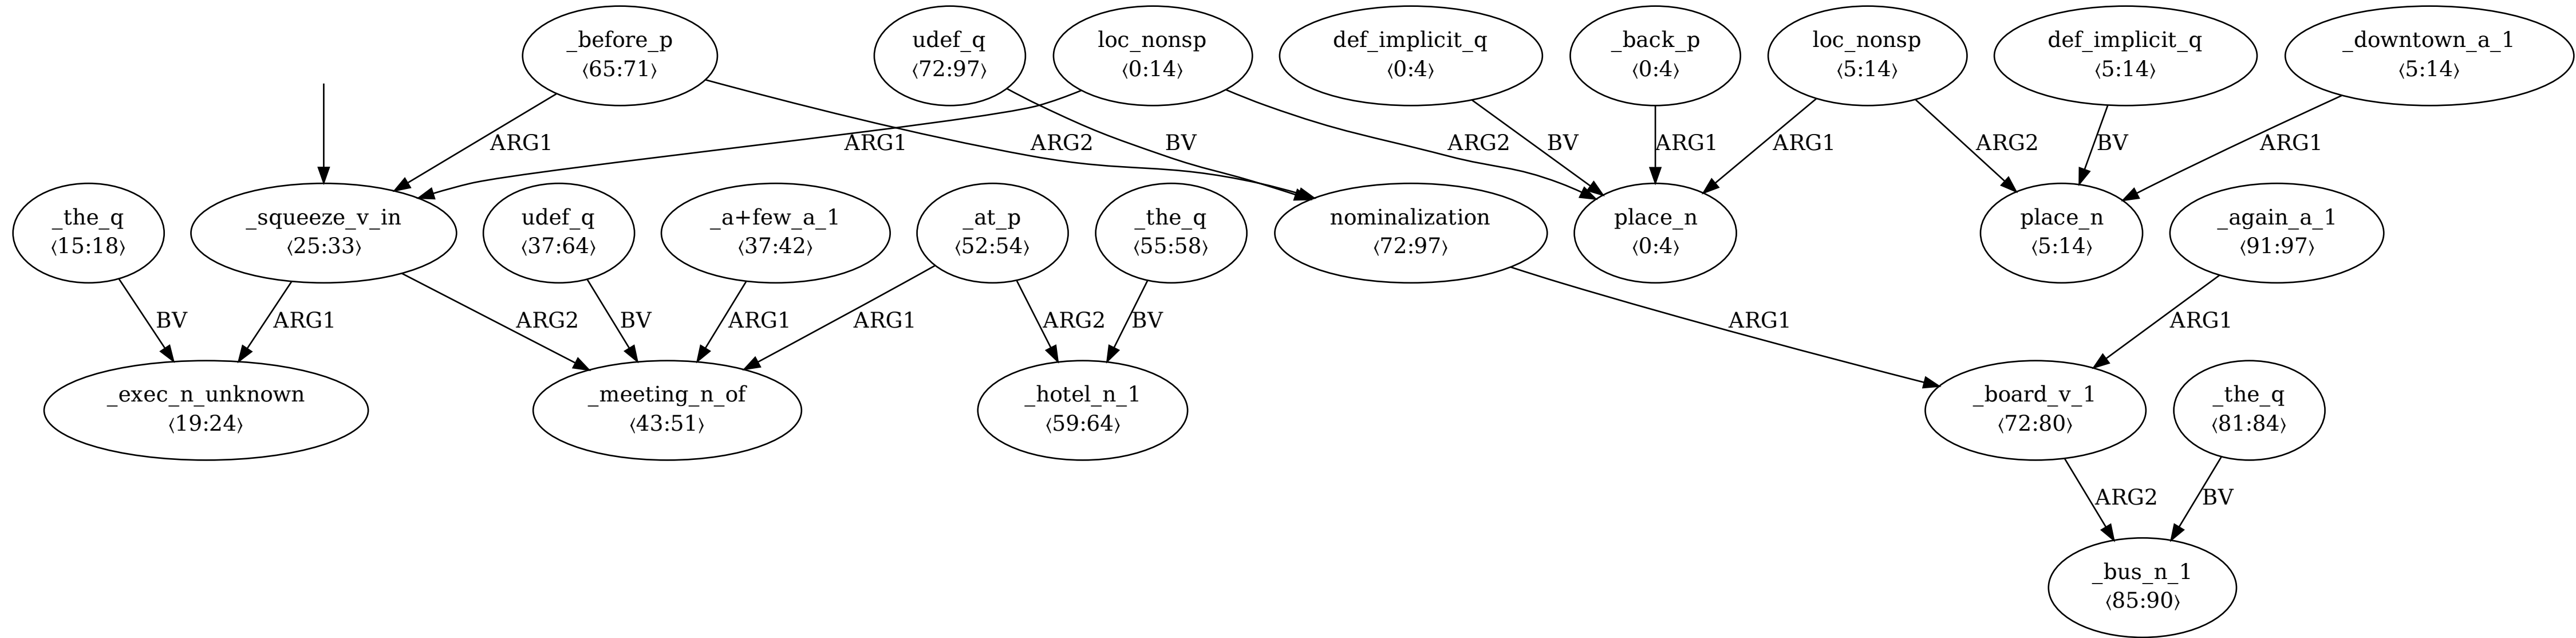 _before_p
⟨65:71⟩
udef_q
⟨72:97⟩
loc_nonsp
⟨0:14⟩
def_implicit_q
⟨0:4⟩
_back_p
⟨0:4⟩
loc_nonsp
⟨5:14⟩
def_implicit_q
⟨5:14⟩
_downtown_a_1
⟨5:14⟩
ARG1
ARG1
ARG2
BV
ARG2
BV
ARG1
ARG1
ARG2
BV
ARG1
_the_q
⟨15:18⟩
_squeeze_v_in
⟨25:33⟩
udef_q
⟨37:64⟩
_a+few_a_1
⟨37:42⟩
_at_p
⟨52:54⟩
_the_q
⟨55:58⟩
nominalization
⟨72:97⟩
place_n
⟨0:4⟩
place_n
⟨5:14⟩
_again_a_1
⟨91:97⟩
BV
ARG1
ARG2
BV
ARG1
ARG1
ARG2
BV
ARG1
ARG1
_exec_n_unknown
⟨19:24⟩
_meeting_n_of
⟨43:51⟩
_hotel_n_1
⟨59:64⟩
_board_v_1
⟨72:80⟩
_the_q
⟨81:84⟩
ARG2
BV
_bus_n_1
⟨85:90⟩